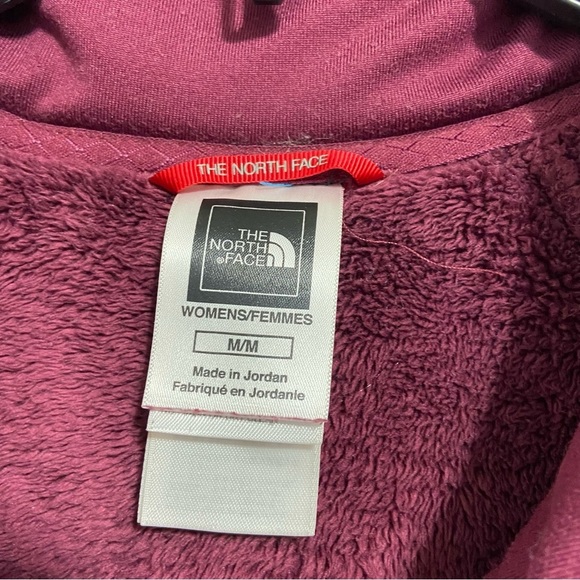 THE NORTH FACE
THE
NORTH
®FACE
WOMENS/FEMMES
M/M
Made in Jordan
Fabriqué en Jordanie